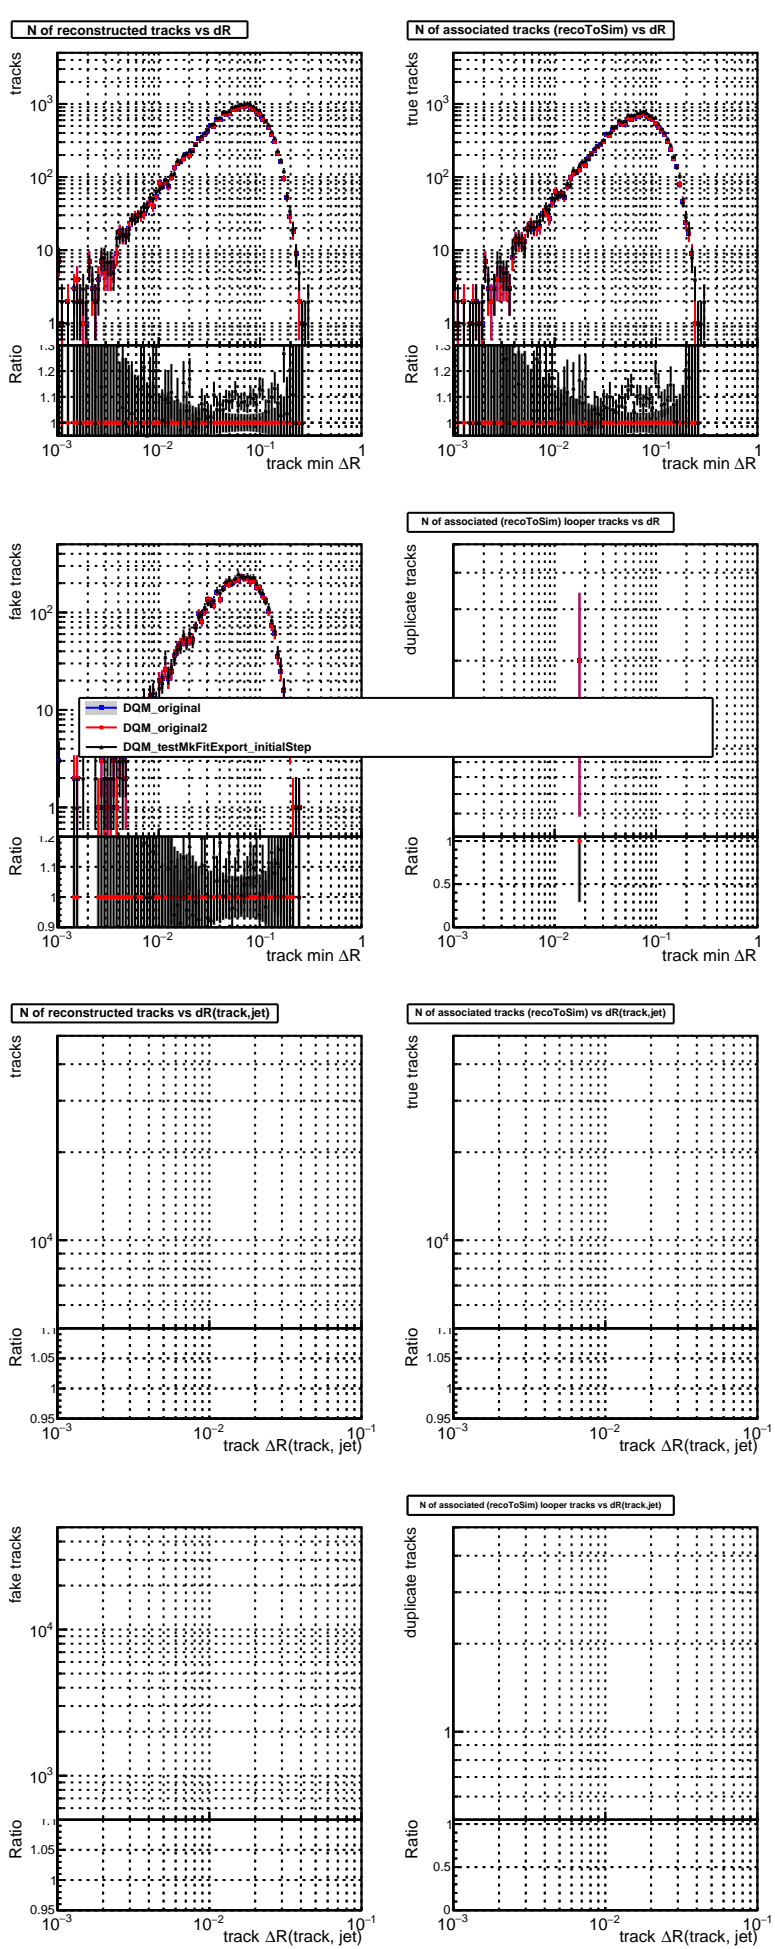 N of reconstructed tracks vs dR
N of associated tracks (recoToSim) vs dR
tracks
10³
10²
10
1
Ratio
1.3
1.2
1.1
1
10⁻³ 10⁻² 10⁻¹ 1
track min ΔR
true tracks
10³
10²
10
1
Ratio
1.3
1.2
1.1
1
10⁻³ 10⁻² 10⁻¹ 1
track min ΔR
N of associated (recoToSim) looper tracks vs dR
fake tracks
10²
10
1
Ratio
1.2
1.1
1
0.9
10⁻³ 10⁻² 10⁻¹ 1
track min ΔR
duplicate tracks
Ratio
1
0.5
0
10⁻³ 10⁻² 10⁻¹ 1
track min ΔR
DQM_original
DQM_original2
DQM_testMkFitExport_initialStep
N of reconstructed tracks vs dR(track,jet)
N of associated tracks (recoToSim) vs dR(track,jet)
tracks
10⁴
Ratio
1.1
1.05
1
0.95
10⁻³ 10⁻² 10⁻¹
track ΔR(track, jet)
true tracks
10⁴
Ratio
1.1
1.05
1
0.95
10⁻³ 10⁻² 10⁻¹
track ΔR(track, jet)
N of associated (recoToSim) looper tracks vs dR(track,jet)
fake tracks
10⁴
10³
Ratio
1.1
1.05
1
0.95
10⁻³ 10⁻² 10⁻¹
track ΔR(track, jet)
duplicate tracks
1
Ratio
1
0.5
0
10⁻³ 10⁻² 10⁻¹
track ΔR(track, jet)